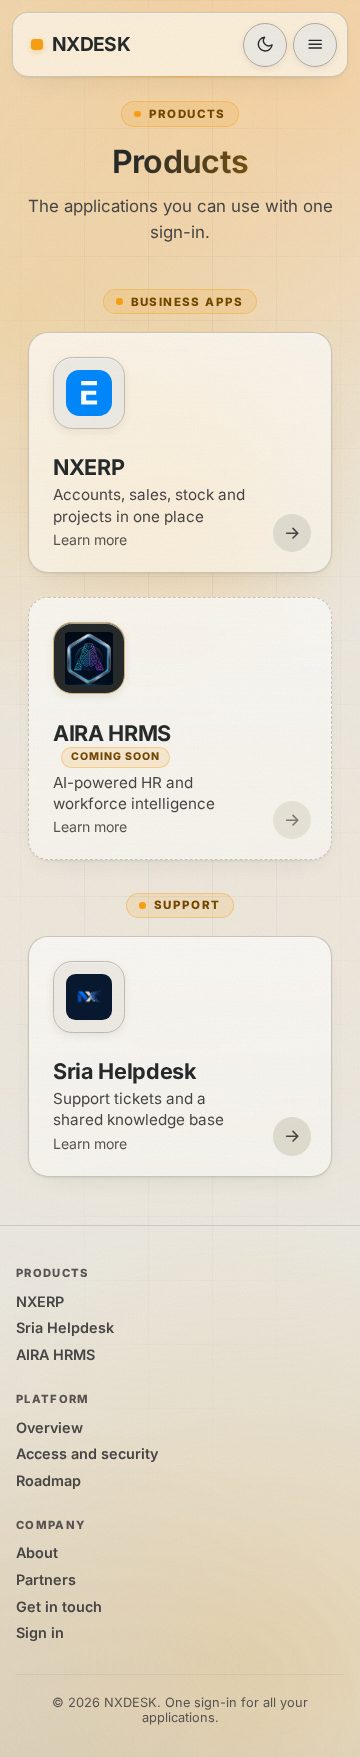 NXDESK
PRODUCTS
Products
The applications you can use with one
sign-in.
BUSINESS APPS
NXERP
Accounts, sales, stock and
projects in one place
Learn more
AIRA HRMS
COMING SOON
AI-powered HR and
workforce intelligence
Learn more
SUPPORT
NX
Sria Helpdesk
Support tickets and a
shared knowledge base
Learn more
PRODUCTS
NXERP
Sria Helpdesk
AIRA HRMS
PLATFORM
Overview
Access and security
Roadmap
COMPANY
About
Partners
Get in touch
Sign in
© 2026 NXDESK. One sign-in for all your
applications.